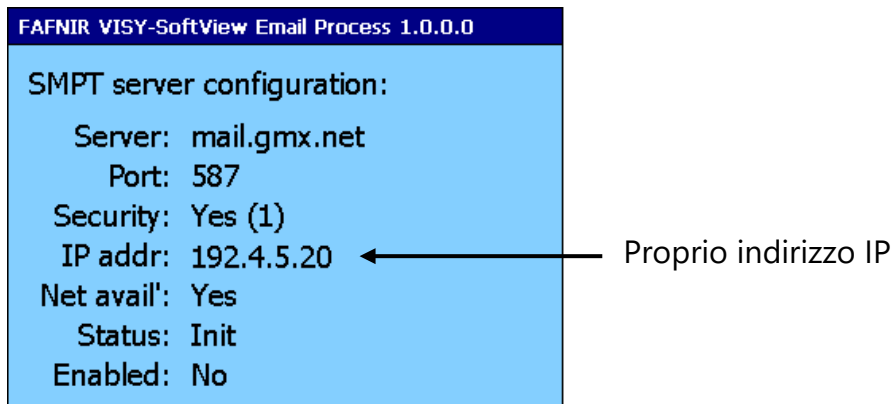 FAFNIR VISY-SoftView Email Process 1.0.0.0
SMPT server configuration:
Server: mail.gmx.net
Port: 587
Security: Yes (1)
IP addr: 192.4.5.20 Proprio indirizzo IP
Net avail': Yes
Status: Init
Enabled: No